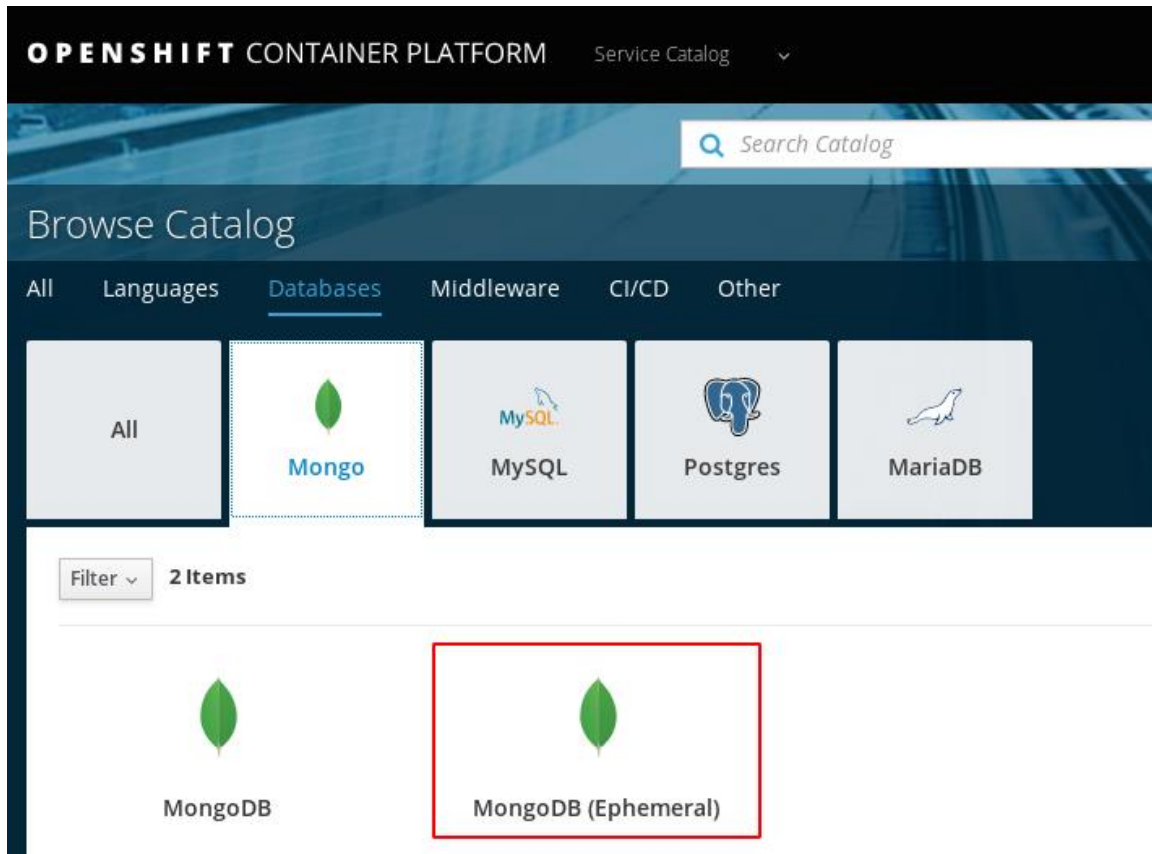 OPENSHIFT CONTAINER PLATFORM Service Catalog
Search Catalog
Browse Catalog
All Languages Databases Middleware CI/CD Other
All
Mongo
MySQL.
MySQL
Postgres
MariaDB
Filter 2 Items
MongoDB
MongoDB (Ephemeral)